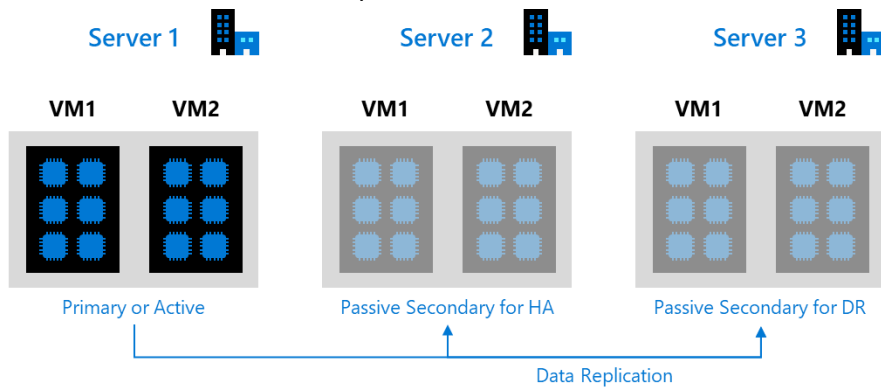 Server 1
Server 2
Server 3
VM1
VM2
VM1
VM2
VM1
VM2
Primary or Active
Passive Secondary for HA
Passive Secondary for DR
Data Replication